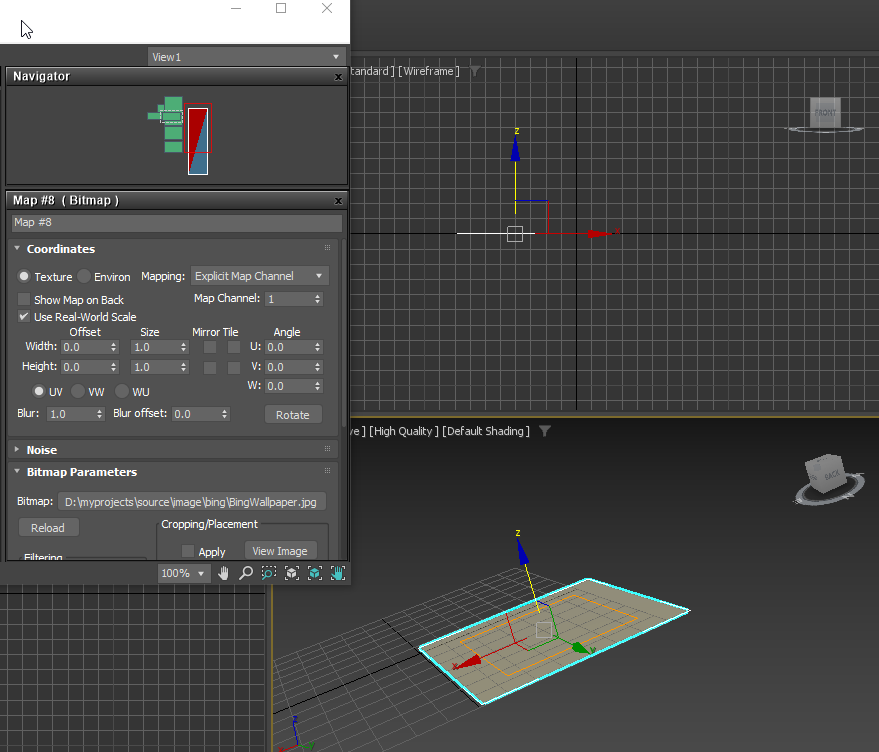 View1
Navigator
tandard ] [Wireframe ]
FRONT
z
x
Map #8 ( Bitmap )
Map #8
Coordinates
Texture Environ Mapping: Explicit Map Channel
Show Map on Back Map Channel: 1
Use Real-World Scale
Offset Size Mirror Tile Angle
Width: 0.0 1.0 U: 0.0
Height: 0.0 1.0 V: 0.0
W: 0.0
UV VW WU
Blur: 1.0 Blur offset: 0.0 Rotate
Noise
Bitmap Parameters
Bitmap: D:\myprojects\source\image\bing\BingWallpaper.jpg
Reload
Cropping/Placement
Apply View Image
Filtering
100%
ve ] [High Quality ] [Default Shading ]
BACK
z
x
y
z